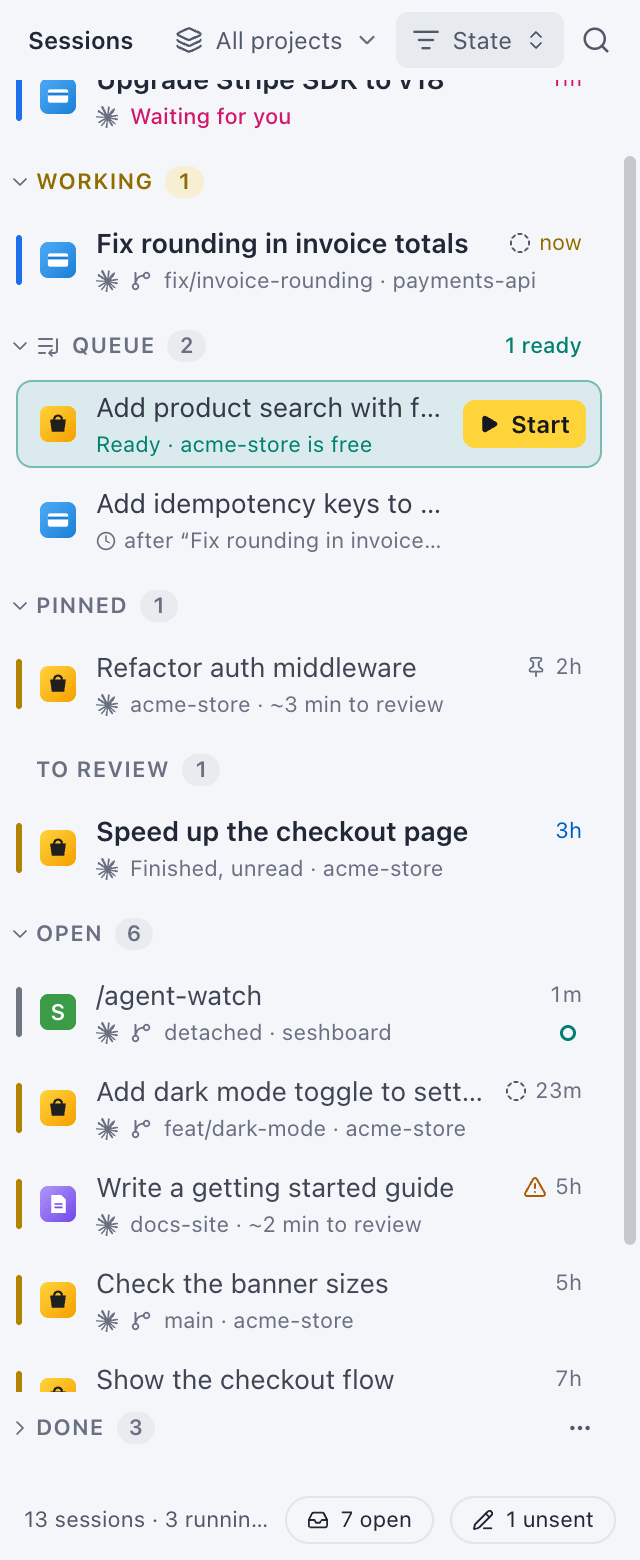 Sessions All projects State
Upgrade Stripe SDK to v18
Waiting for you
WORKING 1
Fix rounding in invoice totals now
fix/invoice-rounding · payments-api
QUEUE 2 1 ready
Add product search with f... Start
Ready · acme-store is free
Add idempotency keys to ...
after “Fix rounding in invoice...
PINNED 1
Refactor auth middleware 2h
acme-store · ~3 min to review
TO REVIEW 1
Speed up the checkout page 3h
Finished, unread · acme-store
OPEN 6
/agent-watch 1m
S detached · seshboard
Add dark mode toggle to sett... 23m
feat/dark-mode · acme-store
Write a getting started guide 5h
docs-site · ~2 min to review
Check the banner sizes 5h
main · acme-store
Show the checkout flow 7h
DONE 3 ...
13 sessions · 3 runnin... 7 open 1 unsent